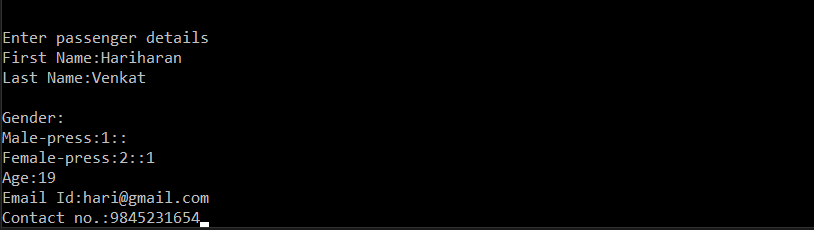 Enter passenger details
First Name:Hariharan
Last Name:Venkat
Gender:
Male-press:1::
Female-press:2::1
Age:19
Email Id:hari@gmail.com
Contact no.:9845231654